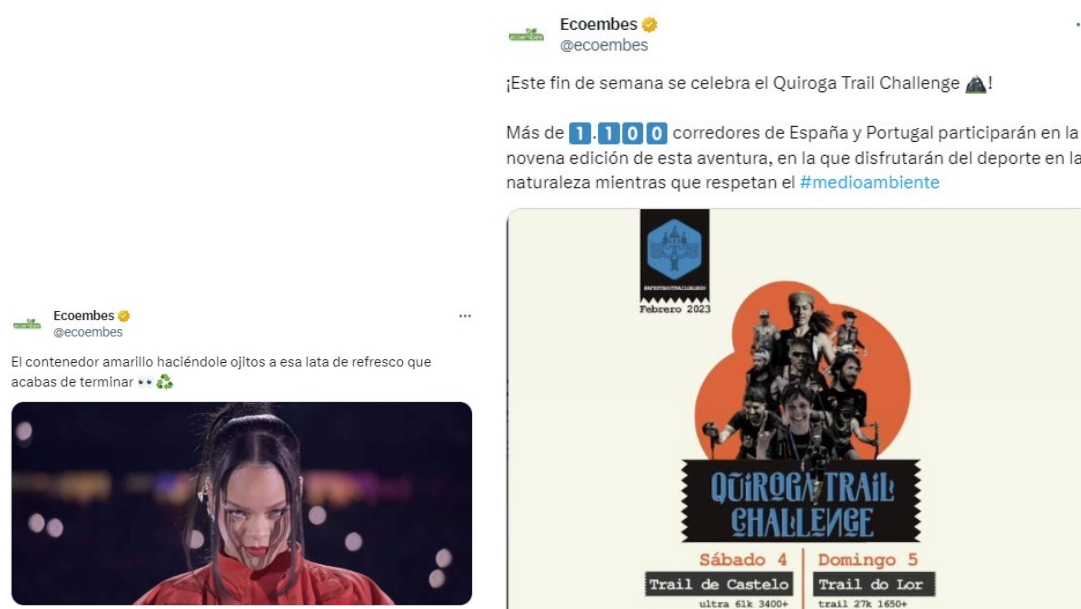 Ecoembes
@ecoembes
El contenedor amarillo haciéndole ojitos a esa lata de refresco que
acabas de terminar 👀 ♻️
Ecoembes
@ecoembes
¡Este fin de semana se celebra el Quiroga Trail Challenge ⛰️!
Más de 1.100 corredores de España y Portugal participarán en la
novena edición de esta aventura, en la que disfrutarán del deporte en la
naturaleza mientras que respetan el #medioambiente
Febrero 2023
QUIROGA TRAIL
CHALLENGE
Sábado 4
Trail de Castelo
ultra 61k 3400+
Domingo 5
Trail do Lor
trail 27k 1650+